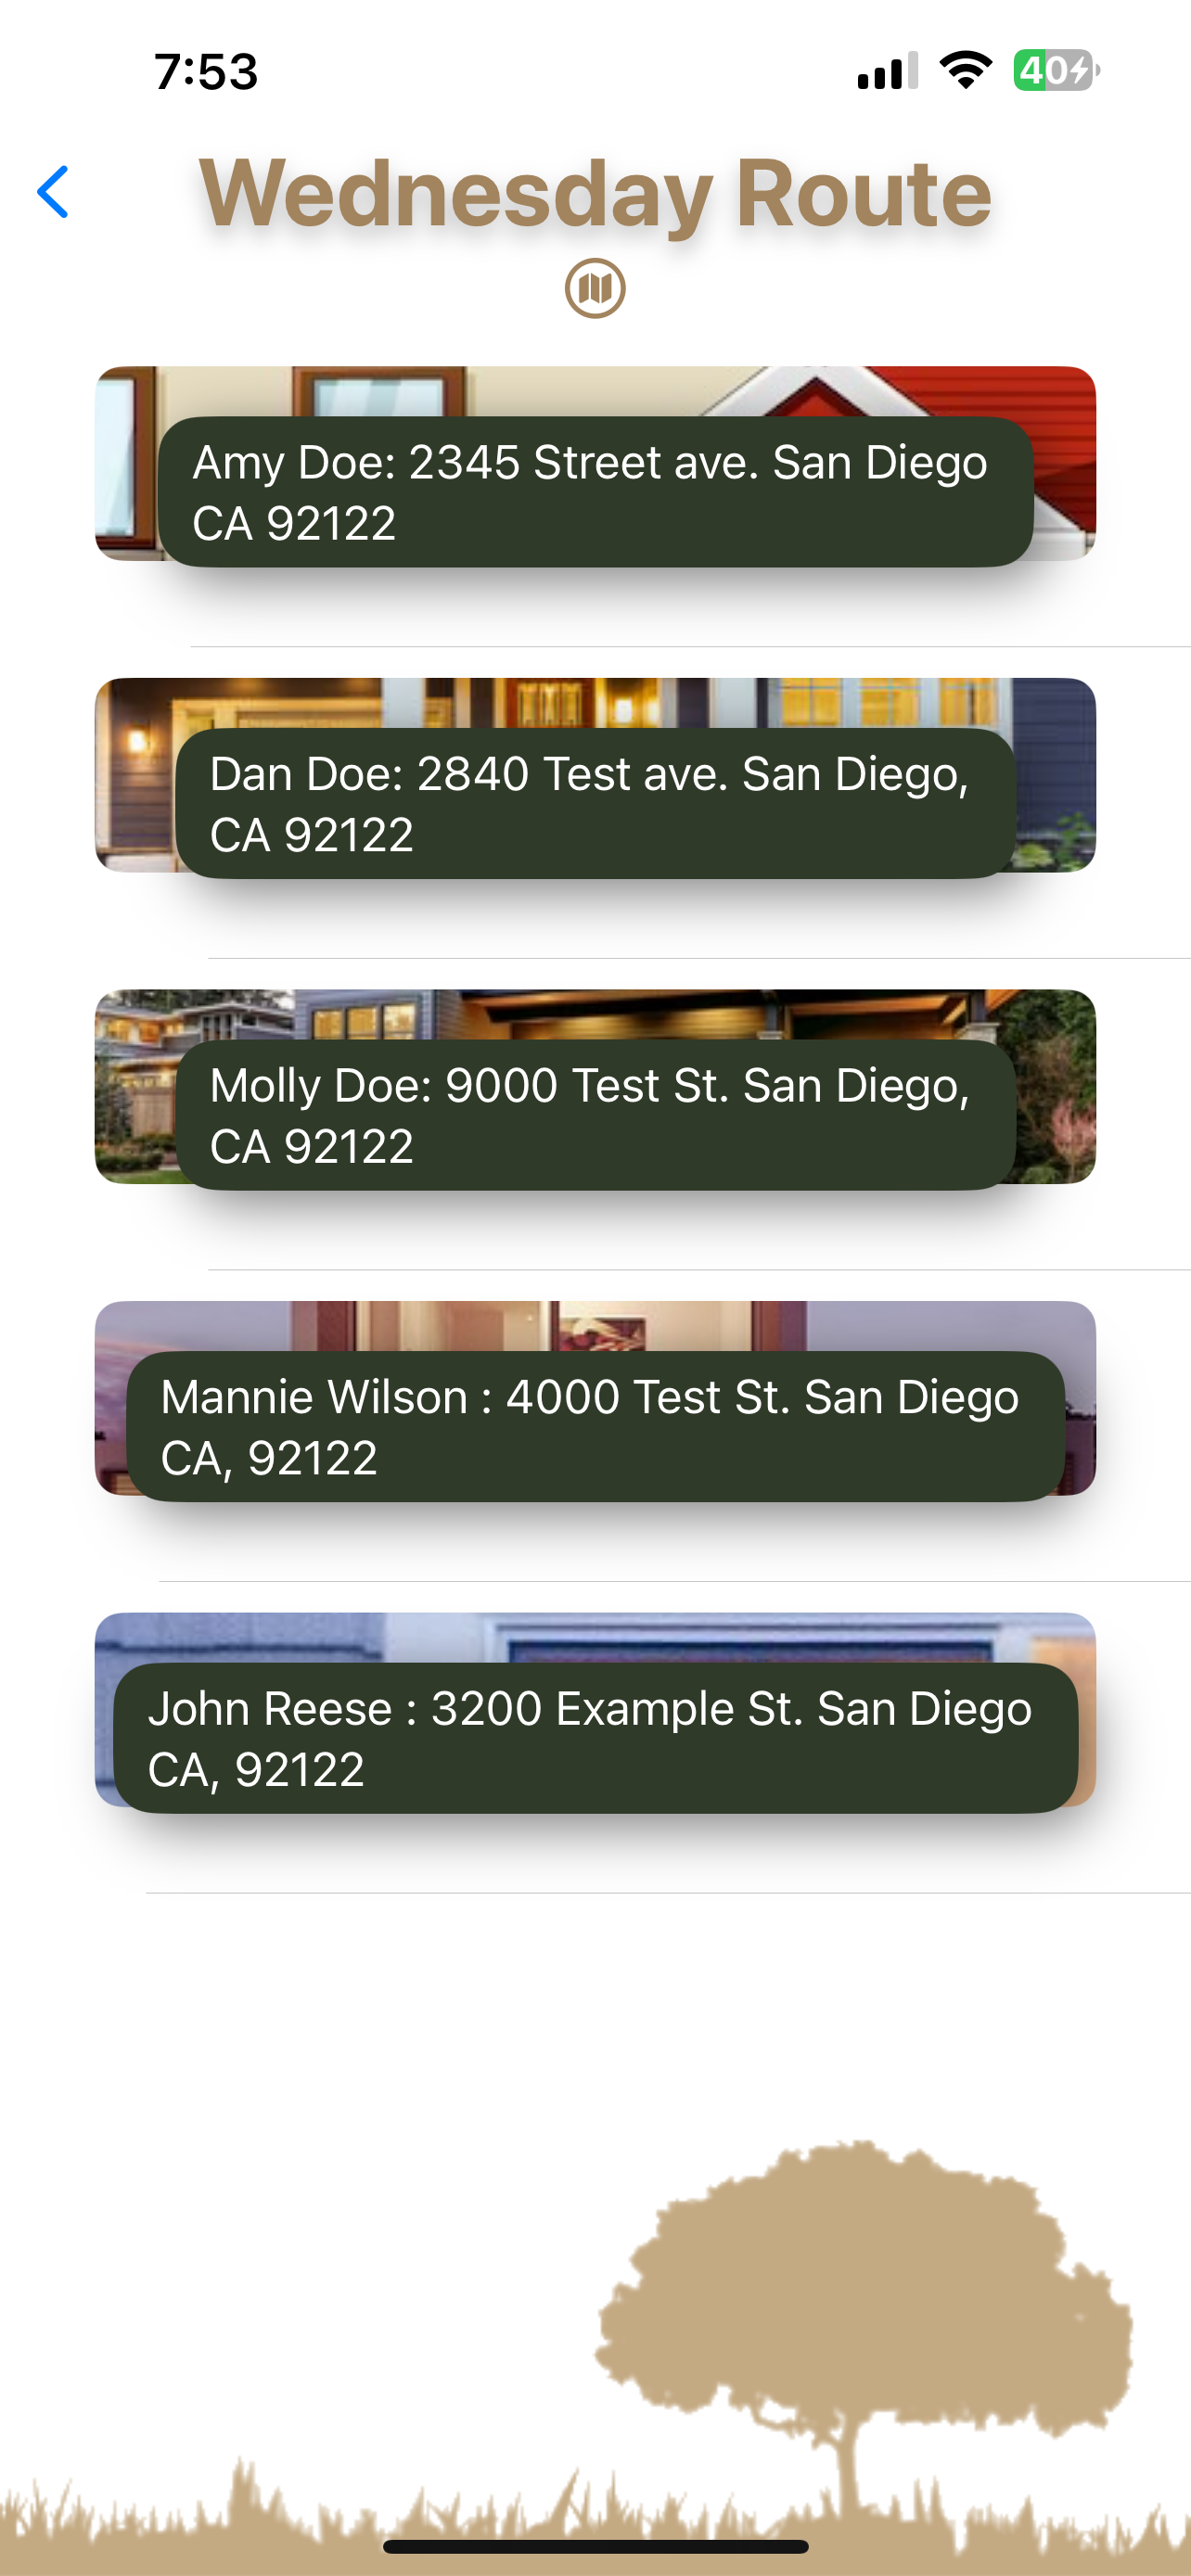 7:53
40
Wednesday Route
Amy Doe: 2345 Street ave. San Diego
CA 92122
Dan Doe: 2840 Test ave. San Diego,
CA 92122
Molly Doe: 9000 Test St. San Diego,
CA 92122
Mannie Wilson : 4000 Test St. San Diego
CA, 92122
John Reese : 3200 Example St. San Diego
CA, 92122